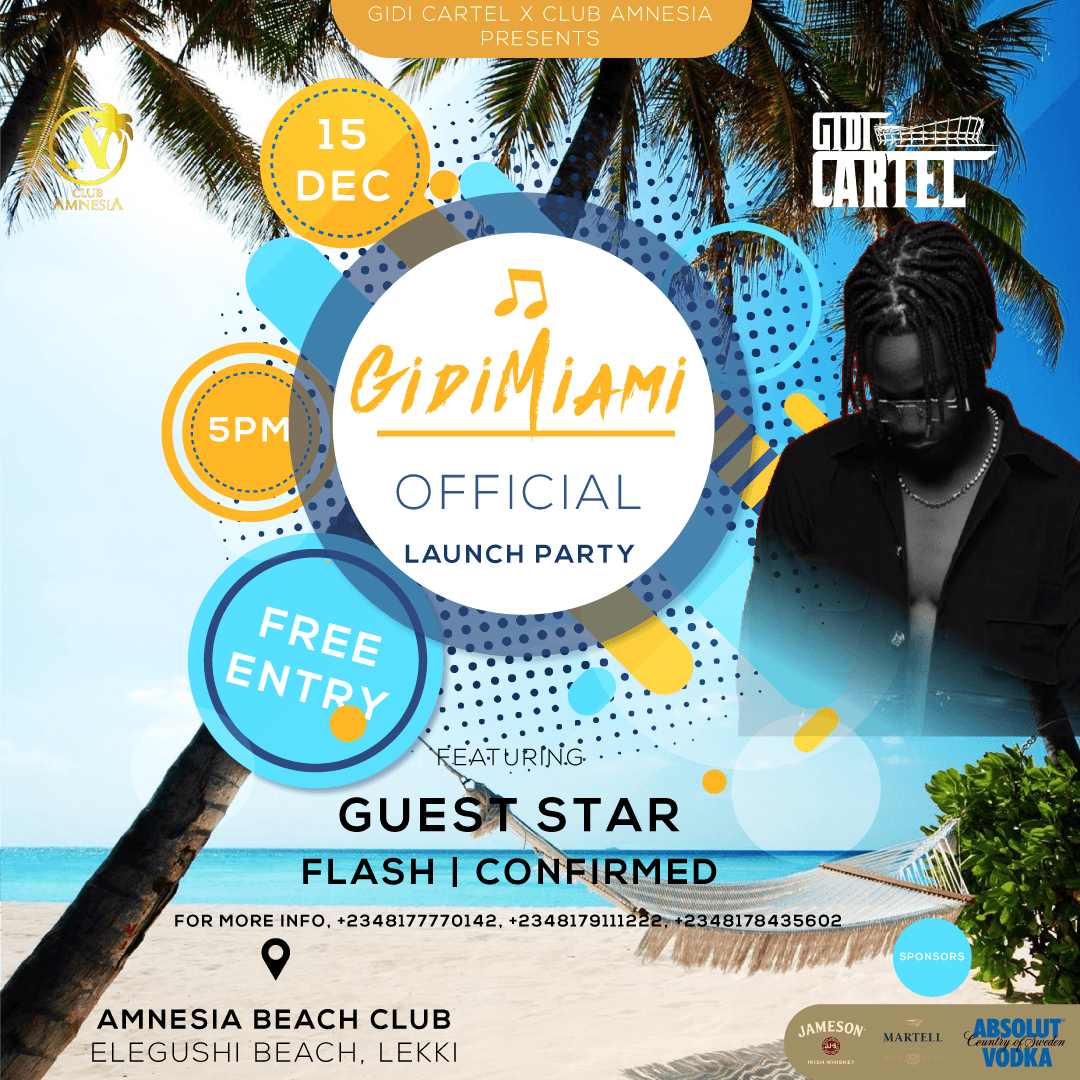 GIDI CARTEL X CLUB AMNESIA
PRESENTS
CLUB
AMNESIA
15
DEC
GIDI
CARTEL
GIDIMIAMI
OFFICIAL
LAUNCH PARTY
5PM
FREE
ENTRY
FEATURING
GUEST STAR
FLASH | CONFIRMED
FOR MORE INFO, +2348177770142, +2348179111222, +2348178435602
AMNESIA BEACH CLUB
ELEGUSHI BEACH, LEKKI
SPONSORS
JAMESON
IRISH WHISKEY
MARTELL
ABSOLUT
Country of Sweden
VODKA